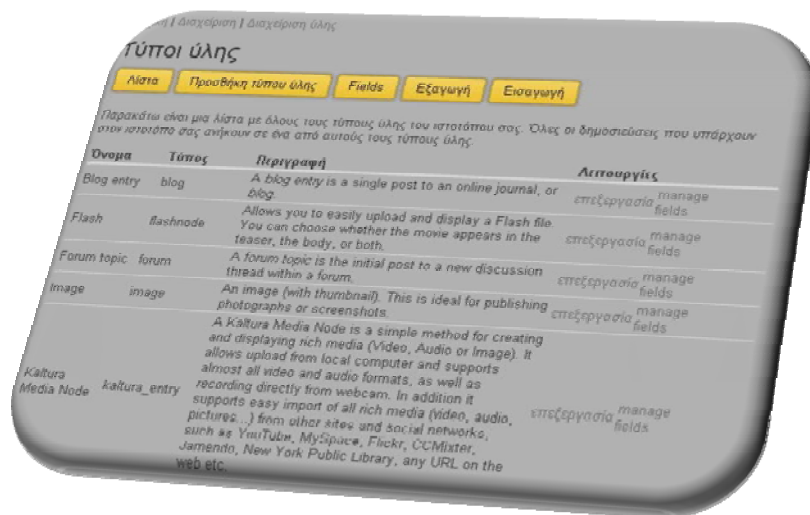 | Διαχείριση | Διαχείριση ύλης
Τύποι ύλης
Λίστα Προσθήκη τύπου ύλης Fields Εξαγωγή Εισαγωγή
Παρακάτω είναι μια λίστα με όλους τους τύπους ύλης του ιστοτόπου σας. Όλες οι δημοσιεύσεις που υπάρχουν
στον ιστοτόπο σας ανήκουν σε ένα από αυτούς τους τύπους ύλης.
Όνομα Τύπος Περιγραφή Λειτουργίες
Blog entry blog A blog entry is a single post to an online journal, or
blog. επεξεργασία manage
fields
Flash flashnode Allows you to easily upload and display a Flash file.
You can choose whether the movie appears in the
teaser, the body, or both. επεξεργασία manage
fields
Forum topic forum A forum topic is the initial post to a new discussion
thread within a forum. επεξεργασία manage
fields
Image image An image (with thumbnail). This is ideal for publishing
photographs or screenshots. επεξεργασία manage
fields
Kaltura
Media Node kaltura_entry A Kaltura Media Node is a simple method for creating
and displaying rich media (Video, Audio or Image). It
allows upload from local computer and supports
almost all video and audio formats, as well as
recording directly from webcam. In addition it
supports easy import of all rich media (video, audio,
pictures...) from other sites and social networks,
such as YouTube, MySpace, Flickr, CCMixter,
Jamendo, New York Public Library, any URL on the
web etc. επεξεργασία manage
fields